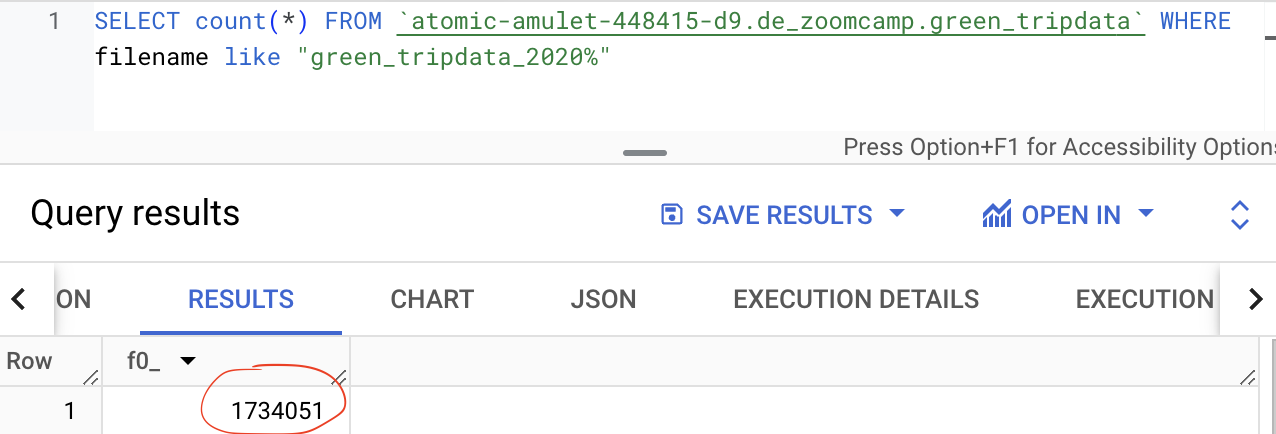 1 SELECT count(*) FROM `atomic-amulet-448415-d9.de_zoomcamp.green_tripdata` WHERE
filename like "green_tripdata_2020%"
Press Option+F1 for Accessibility Options
Query results
SAVE RESULTS
OPEN IN
ON RESULTS CHART JSON EXECUTION DETAILS EXECUTION
Row f0_
1 1734051